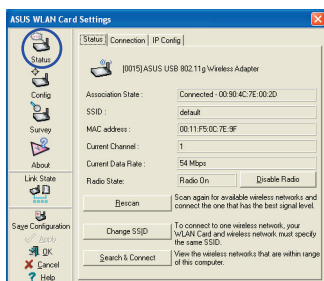 ASUS WLAN Card Settings
Status
Config
Survey
About
Link State
Save Configuration
Apply
OK
Cancel
Help
Status Connection IP Config
[0015] ASUS USB 802.11g Wireless Adapter
Association State : Connected - 00:90:4C:7E:00:2D
SSID : default
MAC address : 00:11:F5:0C:7E:9F
Current Channel : 1
Current Data Rate : 54 Mbps
Radio State: Radio On Disable Radio
Rescan
Scan again for available wireless networks and
connect the one that has the best signal level.
Change SSID
To connect to one wireless network, your
WLAN Card and wireless network must specify
the same SSID.
Search & Connect
View the wireless networks that are within range
of this computer.